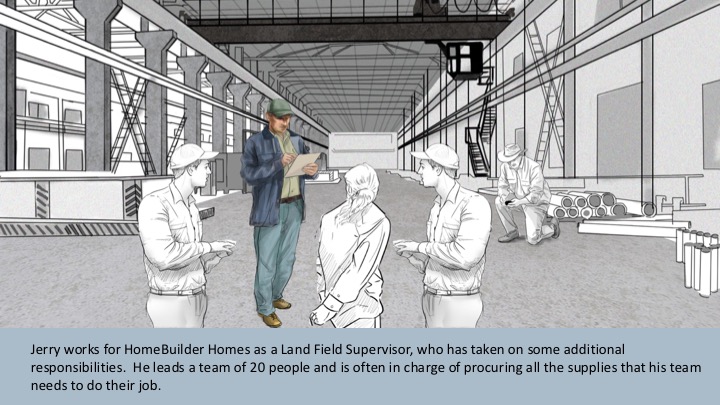 Jerry works for HomeBuilder Homes as a Land Field Supervisor, who has taken on some additional
responsibilities.  He leads a team of 20 people and is often in charge of procuring all the supplies that his team
needs to do their job.